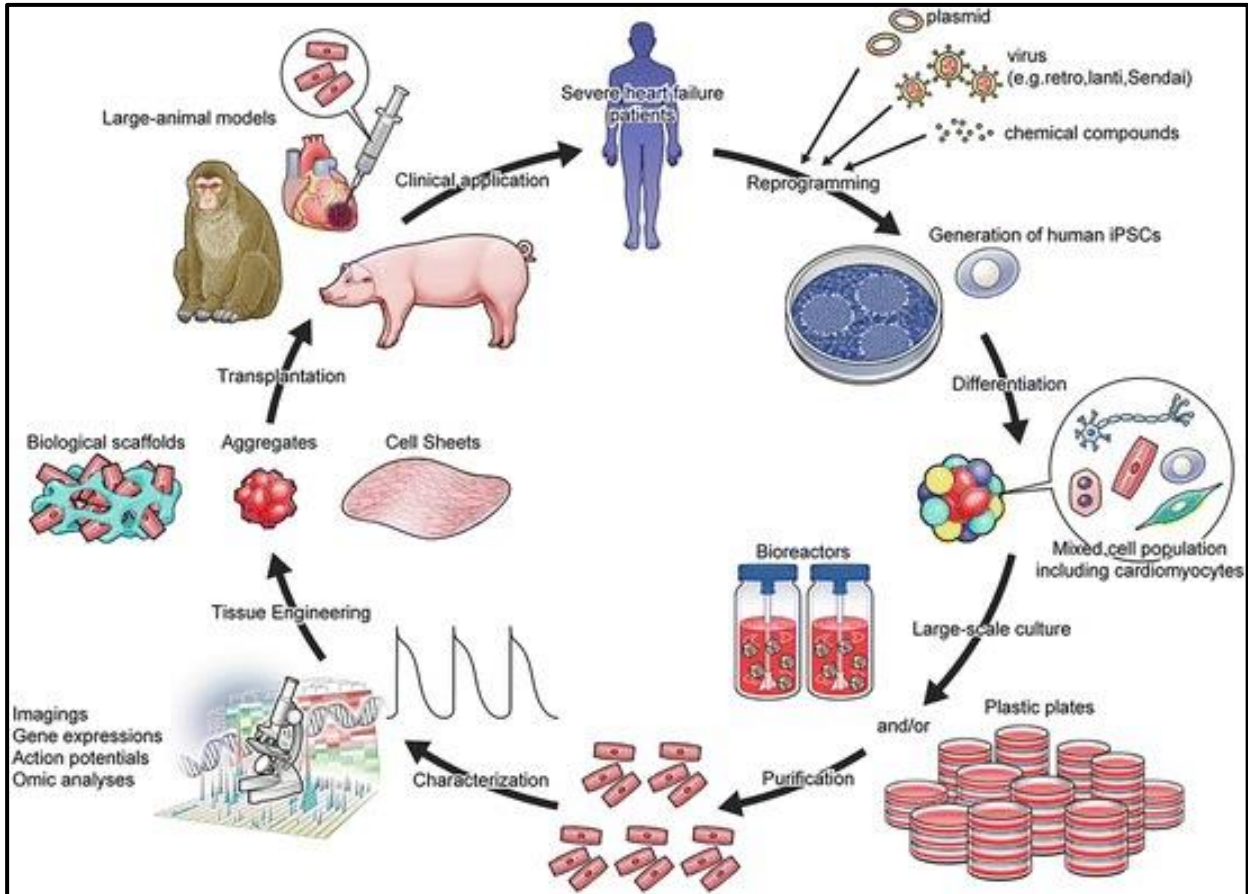 plasmid
virus
(e.g.retro,lanti,Sendai)
chemical compounds
Severe heart failure
patients
Reprogramming
Generation of human iPSCs
Differentiation
Mixed cell population
including cardiomyocytes
Large-scale culture
Bioreactors
and/or
Plastic plates
Purification
Characterization
Imagings
Gene expressions
Action potentials
Omic analyses
Tissue Engineering
Biological scaffolds
Aggregates
Cell Sheets
Transplantation
Large-animal models
Clinical application